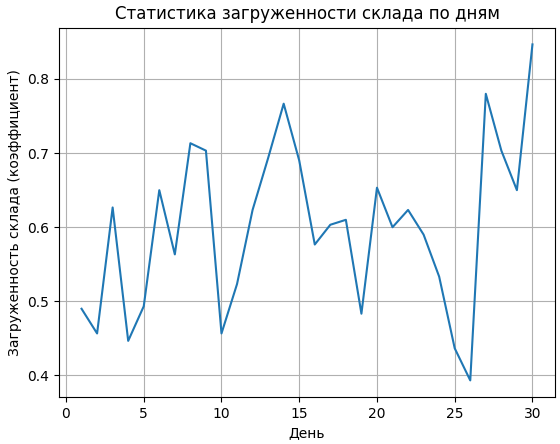 Статистика загруженности склада по дням
Загруженность склада (коэффициент)
0.8
0.7
0.6
0.5
0.4
0 5 10 15 20 25 30
День